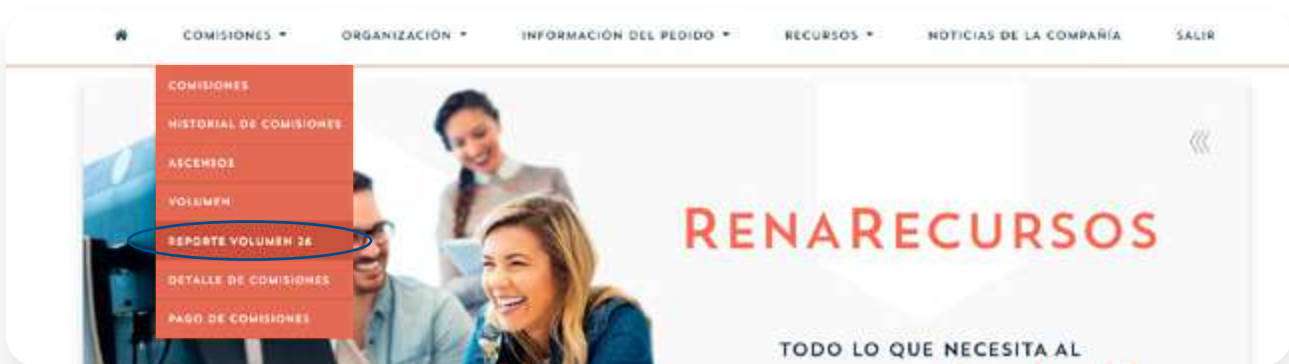 COMISIONES
ORGANIZACIÓN
INFORMACIÓN DEL PEDIDO
RECURSOS
NOTICIAS DE LA COMPAÑÍA
SALIR
COMISIONES
HISTORIAL DE COMISIONES
ASCENSOS
VOLUMEN
REPORTE VOLUMEN 26
DETALLE DE COMISIONES
PAGO DE COMISIONES
RENARECURSOS
TODO LO QUE NECESITA AL